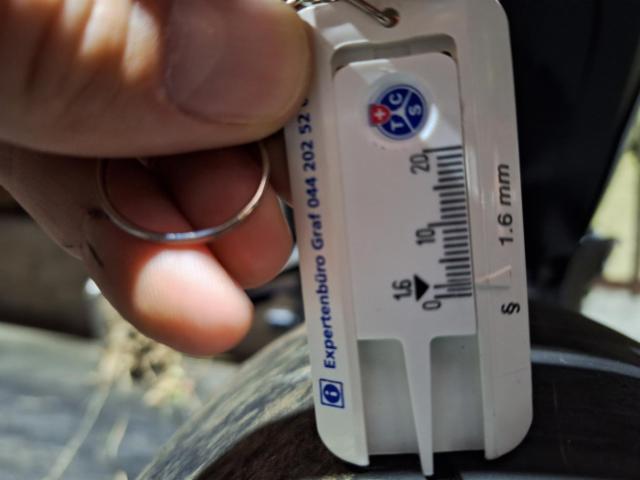 TCS
Expertenbüro Graf 044 202 52
20
10
1.6
0
§ 1.6 mm
i